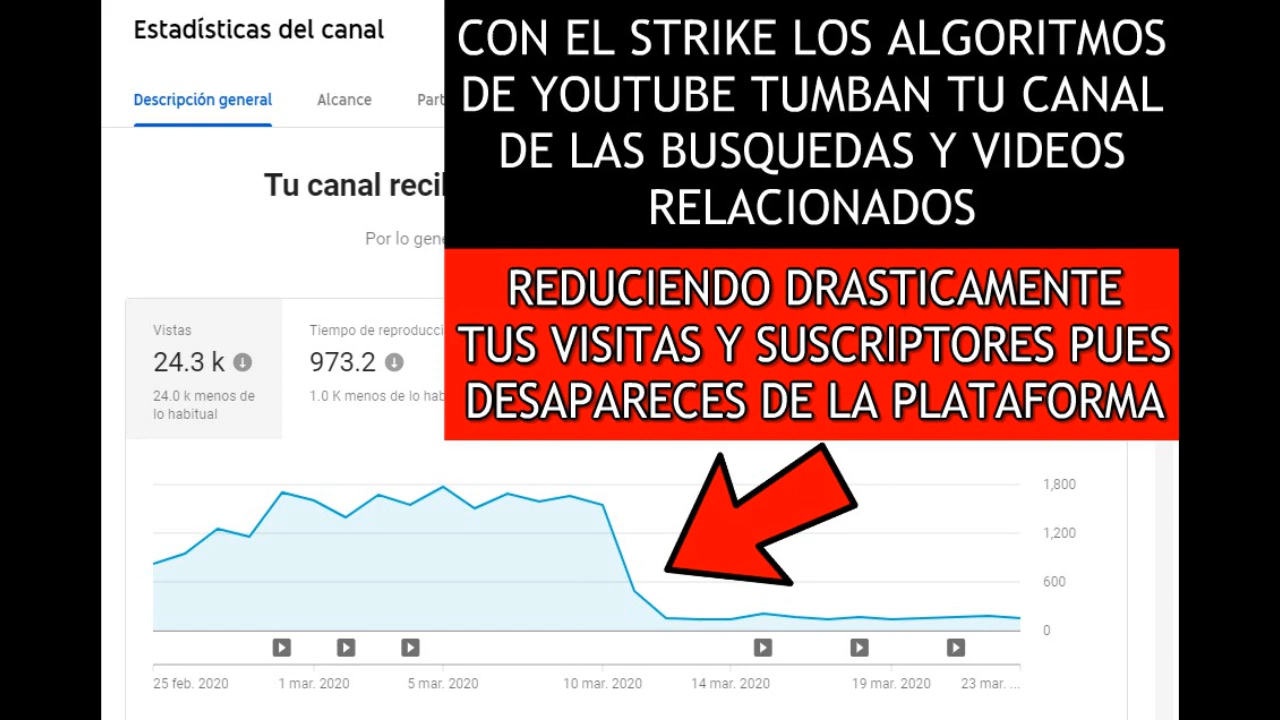 Estadísticas del canal
CON EL STRIKE LOS ALGORITMOS
DE YOUTUBE TUMBAN TU CANAL
DE LAS BUSQUEDAS Y VIDEOS
RELACIONADOS
Descripción general Alcance Part
Tu canal recib
Por lo gene
REDUCIENDO DRASTICAMENTE
TUS VISITAS Y SUSCRIPTORES PUES
DESAPARECES DE LA PLATAFORMA
Vistas
24.3 k
24.0 k menos de
lo habitual
Tiempo de reproducci
973.2
1.0 K menos de lo hab
1,800
1,200
600
0
25 feb. 2020 1 mar. 2020 5 mar. 2020 10 mar. 2020 14 mar. 2020 19 mar. 2020 23 mar. ...